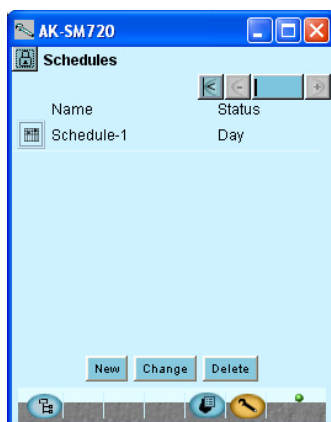 AK-SM720
Schedules
Name Status
Schedule-1 Day
New Change Delete